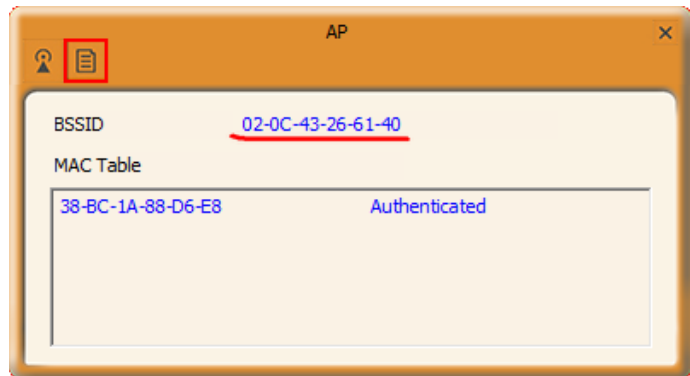 AP
BSSID 02-0C-43-26-61-40
MAC Table
38-BC-1A-88-D6-E8 Authenticated